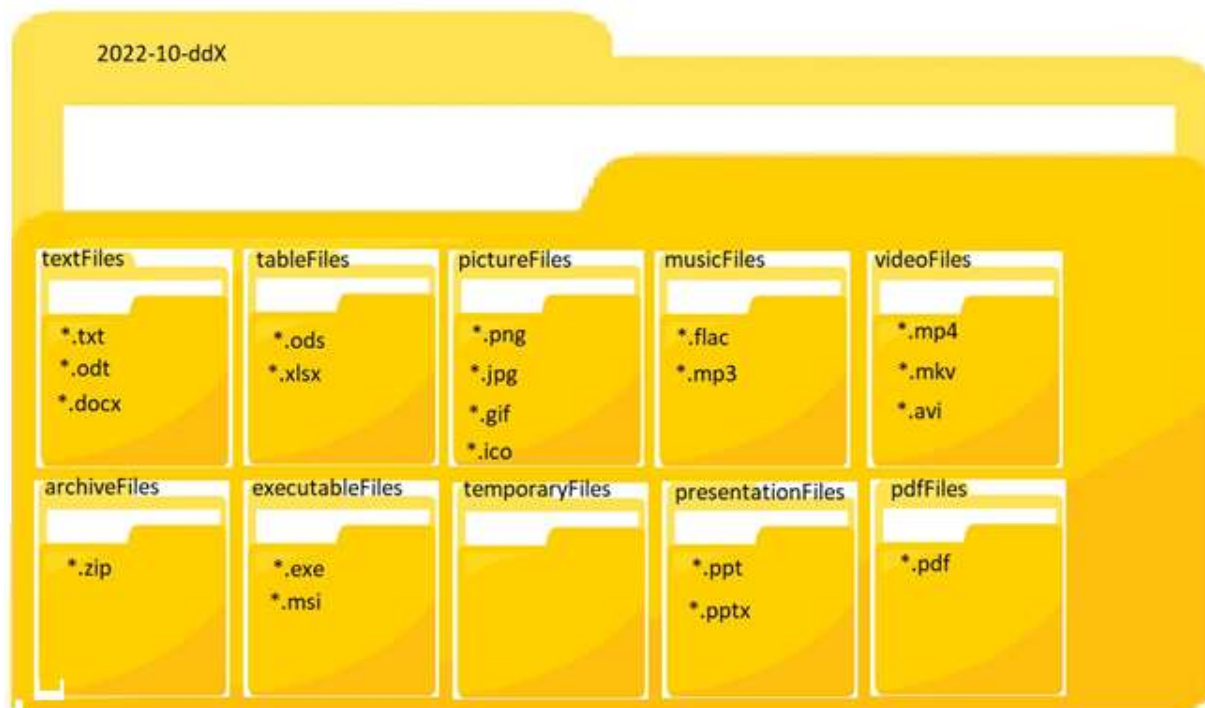 2022-10-ddX
textFiles
*.txt
*.odt
*.docx
tableFiles
*.ods
*.xlsx
pictureFiles
*.png
*.jpg
*.gif
*.ico
musicFiles
*.flac
*.mp3
videoFiles
*.mp4
*.mkv
*.avi
archiveFiles
*.zip
executableFiles
*.exe
*.msi
temporaryFiles
presentationFiles
*.ppt
*.pptx
pdfFiles
*.pdf